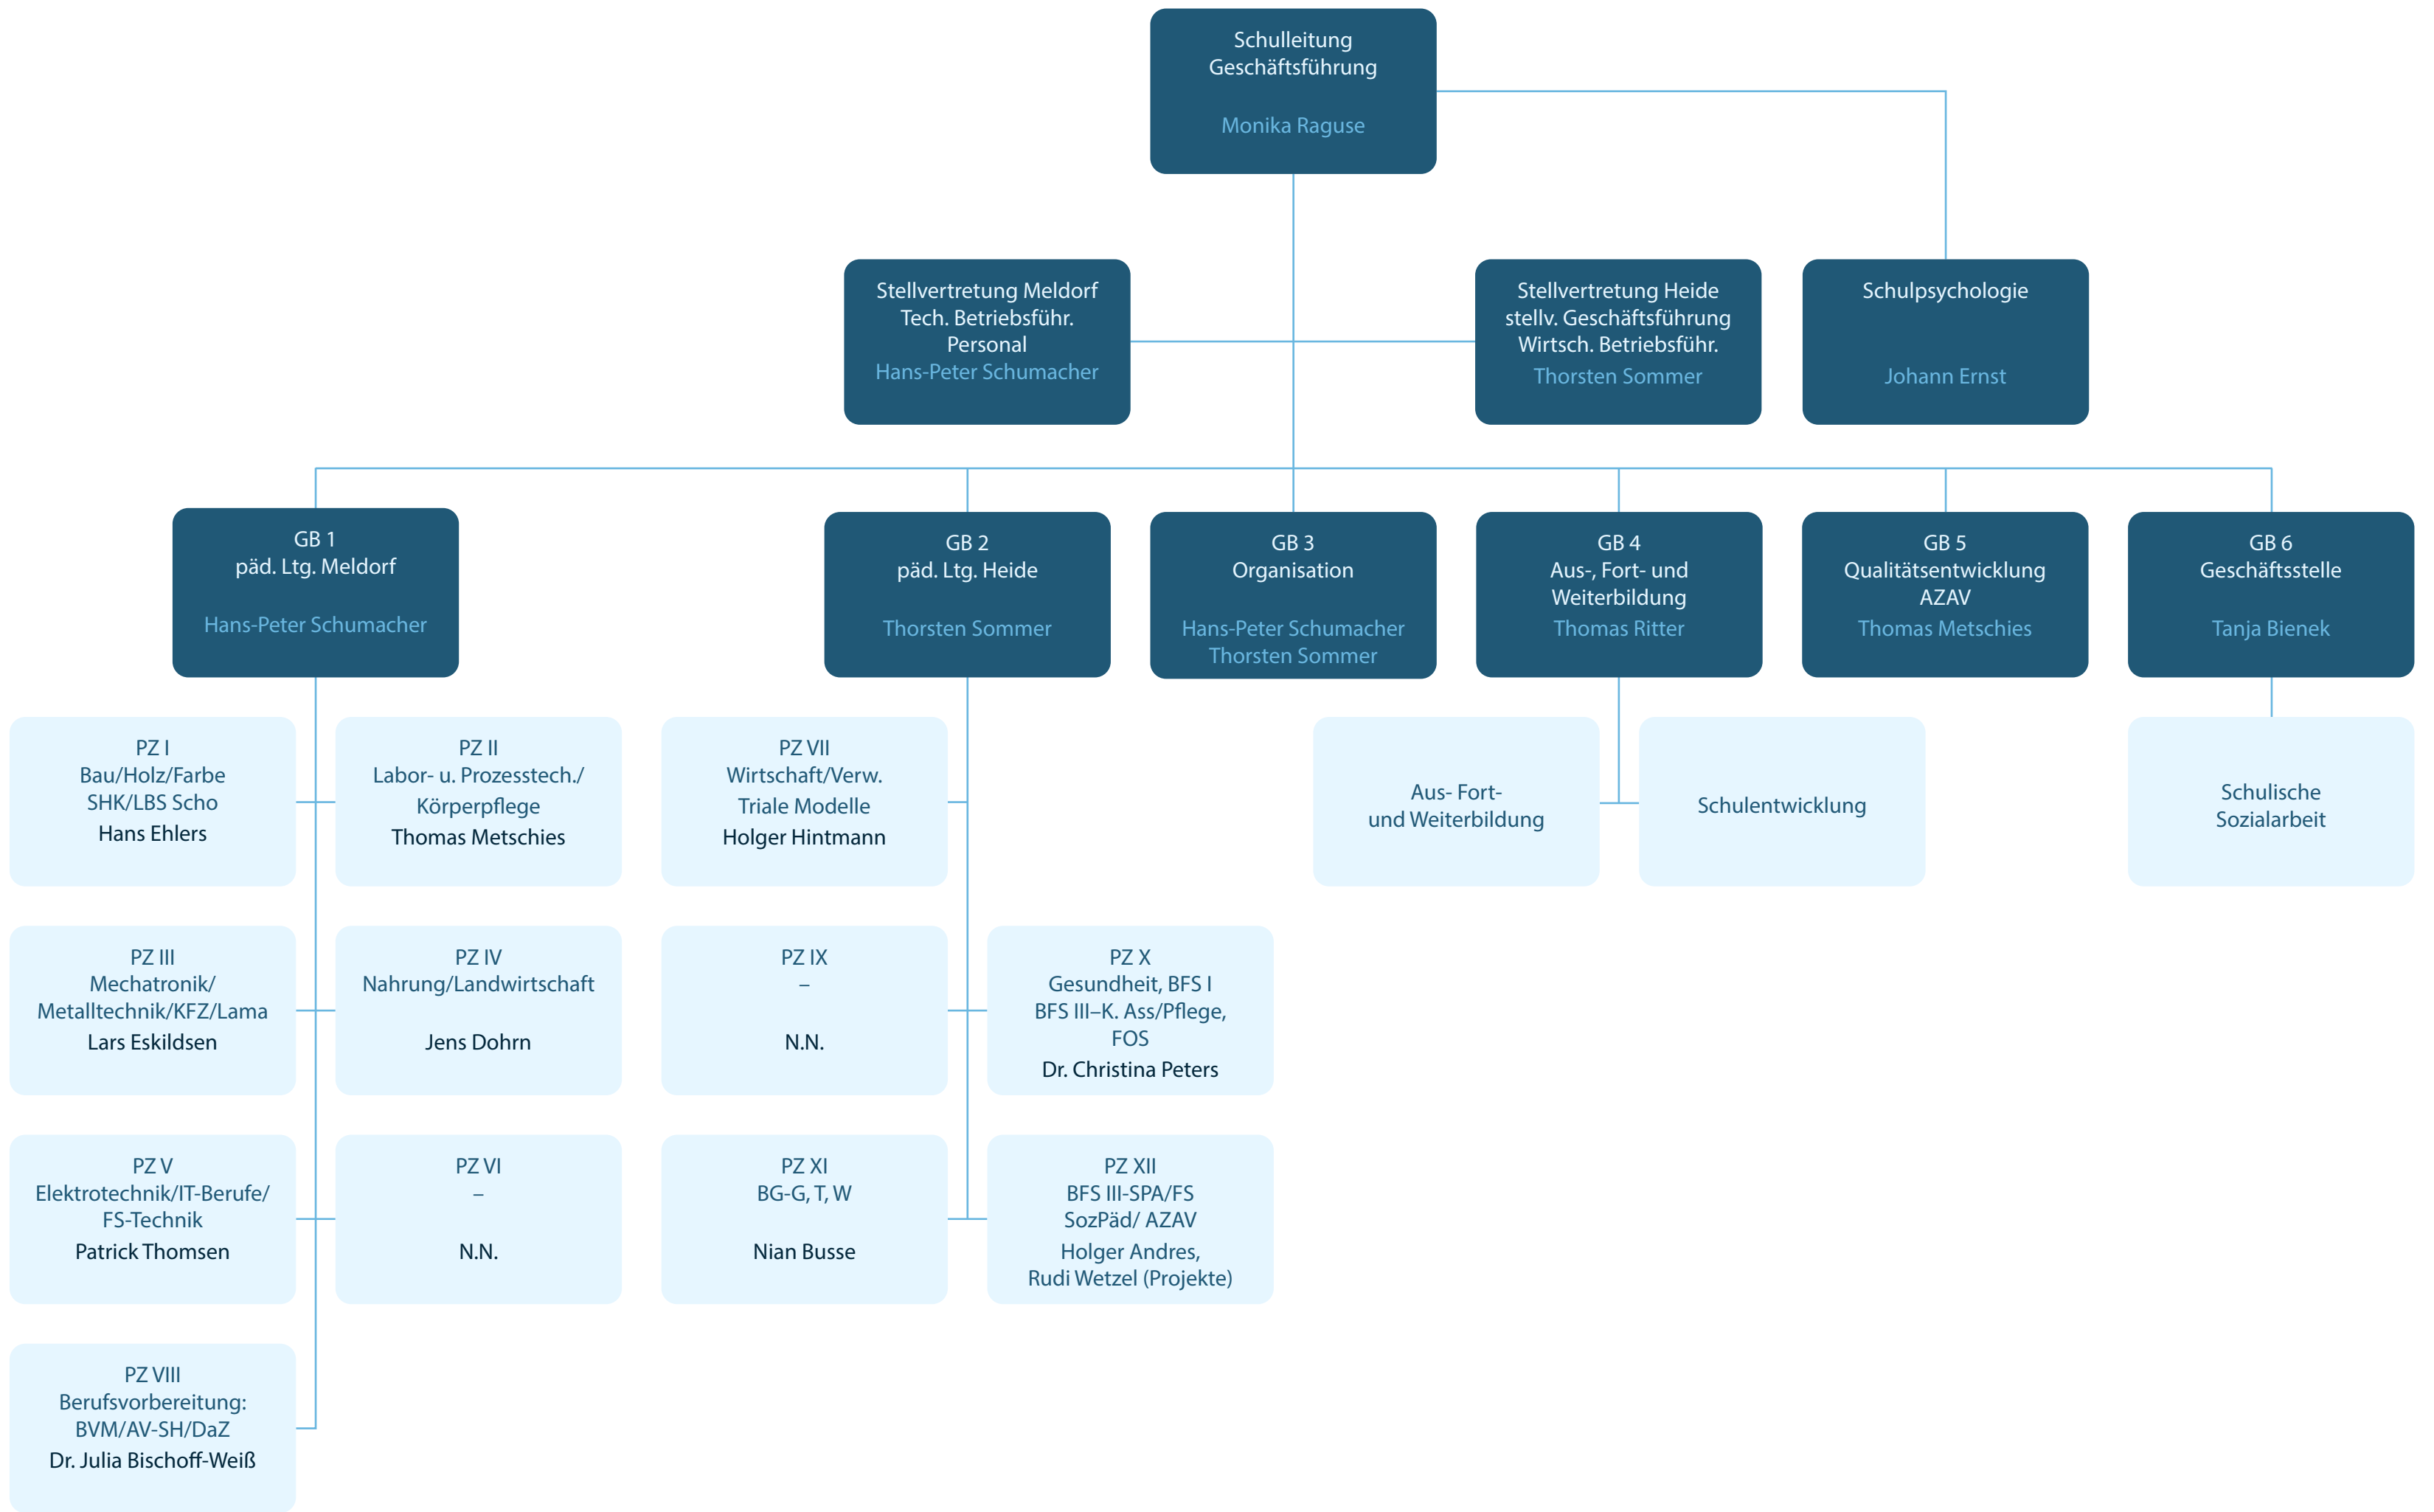 Schulleitung
Geschäftsführung
Monika Raguse
Stellvertretung Meldorf
Tech. Betriebsführ.
Personal
Hans-Peter Schumacher
Stellvertretung Heide
stellv. Geschäftsführung
Wirtsch. Betriebsführ.
Thorsten Sommer
Schulpsychologie
Johann Ernst
GB 1
päd. Ltg. Meldorf
Hans-Peter Schumacher
GB 2
päd. Ltg. Heide
Thorsten Sommer
GB 3
Organisation
Hans-Peter Schumacher
Thorsten Sommer
GB 4
Aus-, Fort- und
Weiterbildung
Thomas Ritter
GB 5
Qualitätsentwicklung
AZAV
Thomas Metschies
GB 6
Geschäftsstelle
Tanja Bienek
PZ I
Bau/Holz/Farbe
SHK/LBS Scho
Hans Ehlers
PZ II
Labor- u. Prozesstech./
Körperpflege
Thomas Metschies
PZ VII
Wirtschaft/Verw.
Triale Modelle
Holger Hintmann
Aus- Fort-
und Weiterbildung
Schulentwicklung
Schulische
Sozialarbeit
PZ III
Mechatronik/
Metalltechnik/KFZ/Lama
Lars Eskildsen
PZ IV
Nahrung/Landwirtschaft
Jens Dohrn
PZ IX
–
N.N.
PZ X
Gesundheit, BFS I
BFS III–K. Ass/Pflege,
FOS
Dr. Christina Peters
PZ V
Elektrotechnik/IT-Berufe/
FS-Technik
Patrick Thomsen
PZ VI
–
N.N.
PZ XI
BG-G, T, W
Nian Busse
PZ XII
BFS III-SPA/FS
SozPäd/ AZAV
Holger Andres,
Rudi Wetzel (Projekte)
PZ VIII
Berufsvorbereitung:
BVM/AV-SH/DaZ
Dr. Julia Bischoff-Weiß